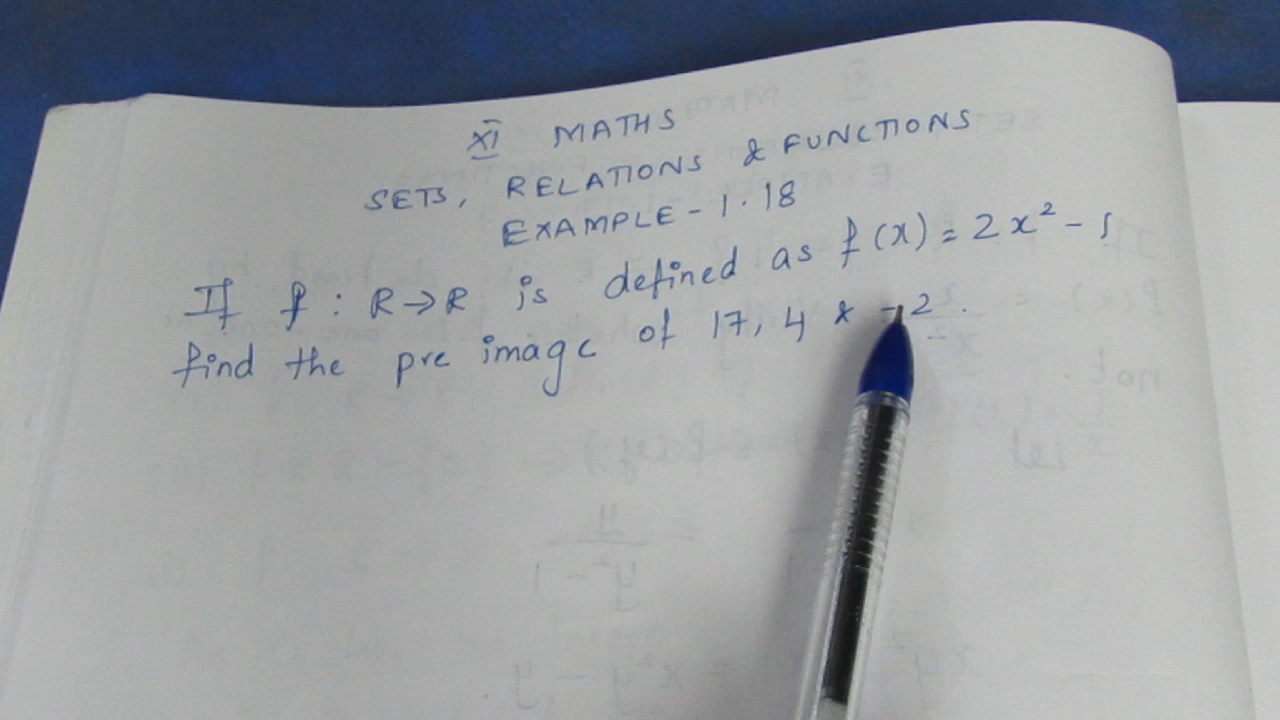 XI MATHS
SETS, RELATIONS & FUNCTIONS
EXAMPLE - 1.18
If f : R→R is defined as f(x) = 2x² - 1
find the pre image of 17, 4 & -2.